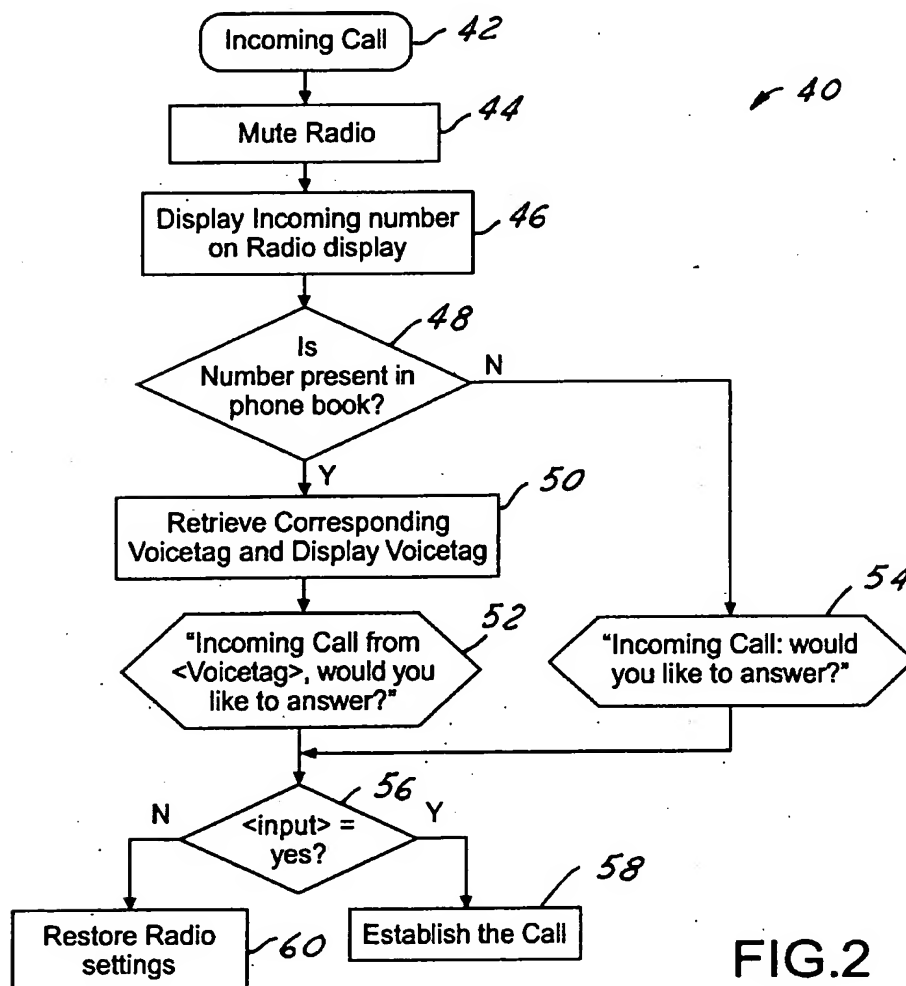 Incoming Call
42
40
Mute Radio
44
Display Incoming number
on Radio display
46
48
Is
Number present in
phone book?
N
Y
50
Retrieve Corresponding
Voicetag and Display Voicetag
52
"Incoming Call from
<Voicetag>, would you
like to answer?"
54
"Incoming Call: would
you like to answer?"
56
N
<input> =
yes?
Y
58
Restore Radio
settings
60
Establish the Call
FIG.2